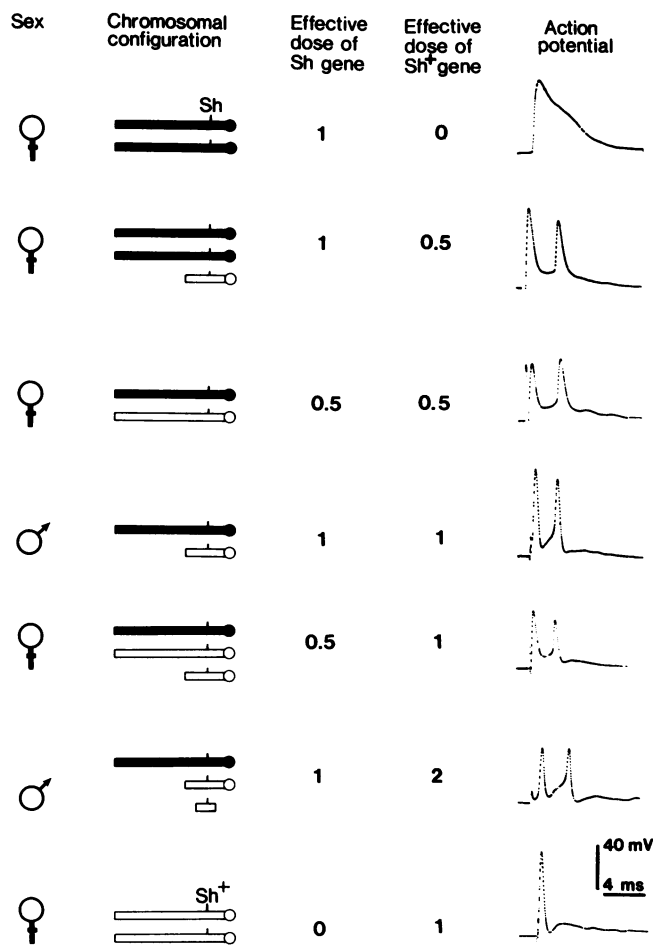 Sex Chromosomal configuration Effective dose of Sh gene Effective dose of Sh+ gene Action potential
Sh
1 0
1 0.5
0.5 0.5
1 1
0.5 1
1 2
40 mV
4 ms
Sh+
0 1